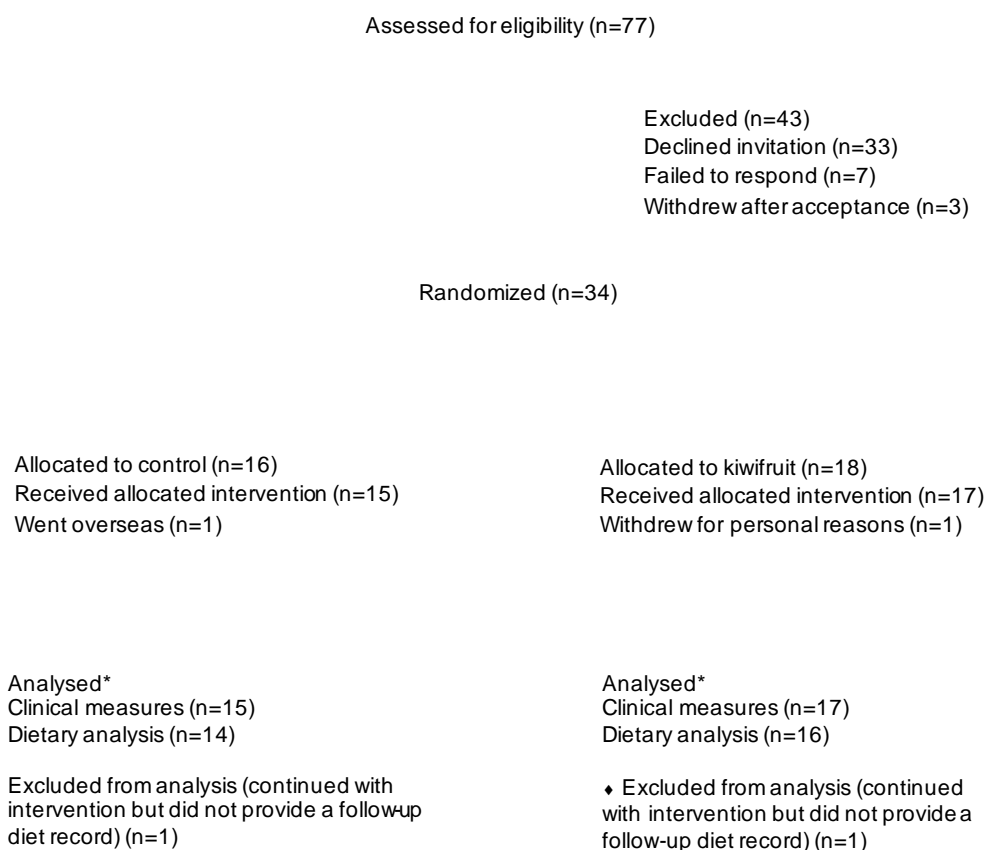 Assessed for eligibility (n=77)
Excluded (n=43)
Declined invitation (n=33)
Failed to respond (n=7)
Withdrew after acceptance (n=3)
Randomized (n=34)
Allocated to control (n=16)
Received allocated intervention (n=15)
Went overseas (n=1)
Allocated to kiwifruit (n=18)
Received allocated intervention (n=17)
Withdrew for personal reasons (n=1)
Analysed*
Clinical measures (n=15)
Dietary analysis (n=14)
Excluded from analysis (continued with
intervention but did not provide a follow-up
diet record) (n=1)
Analysed*
Clinical measures (n=17)
Dietary analysis (n=16)
♦ Excluded from analysis (continued
with intervention but did not provide a
follow-up diet record) (n=1)